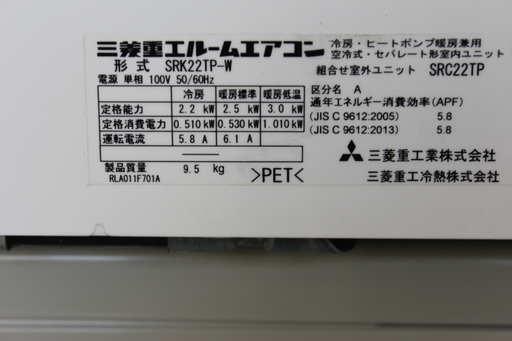 三菱重工ルームエアコン
冷房・ヒートポンプ暖房兼用
空冷式・セパレート形室内ユニット
形式 SRK22TP-W
組合せ室外ユニット SRC22TP
電源 単相 100V 50/60Hz
冷房 暖房標準 暖房低温
定格能力 2.2 kW 2.5 kW 3.0 kW
定格消費電力 0.510 kW 0.530 kW 1.010 kW
運転電流 5.8 A 6.1 A
製品質量 9.5 kg
RLA011F701A
>PET<
区分名 A
通年エネルギー消費効率(APF)
(JIS C 9612:2005) 5.8
(JIS C 9612:2013) 5.8
三菱重工業株式会社
三菱重工冷熱株式会社